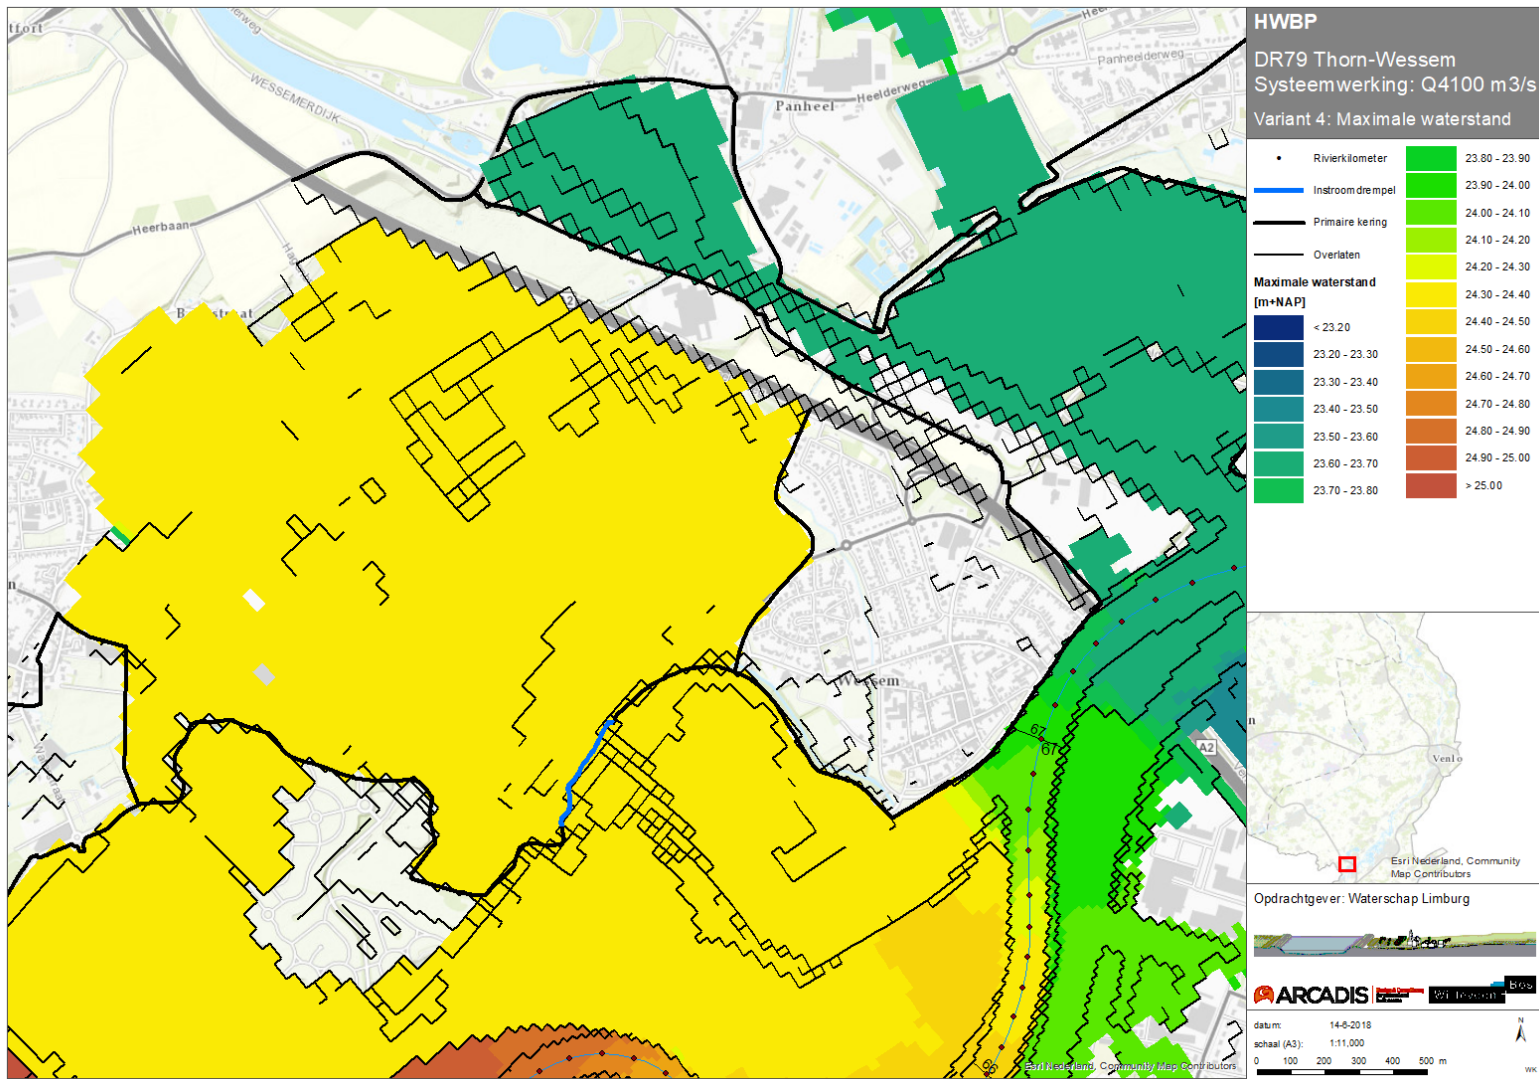 HWBP
DR79 Thorn-Wessem
Systeemwerking: Q4100 m3/s
Variant 4: Maximale waterstand
Rivierkilometer
Instroomdrempel
Primaire kering
Overlaten
Maximale waterstand
[m+NAP]
< 23.20
23.20 - 23.30
23.30 - 23.40
23.40 - 23.50
23.50 - 23.60
23.60 - 23.70
23.70 - 23.80
23.80 - 23.90
23.90 - 24.00
24.00 - 24.10
24.10 - 24.20
24.20 - 24.30
24.30 - 24.40
24.40 - 24.50
24.50 - 24.60
24.60 - 24.70
24.70 - 24.80
24.80 - 24.90
24.90 - 25.00
> 25.00
WESSEMERDIJK
Panheel
Heelderweg
Panheelderweg
Heerbaan
A2
Wessem
67
67
A2
66
Esri Nederland, Community Map Contributors
Venlo
Esri Nederland, Community
Map Contributors
Opdrachtgever: Waterschap Limburg
ARCADIS
Bos
datum: 14-6-2018
schaal (A3): 1:11,000
N
0 100 200 300 400 500 m
WK